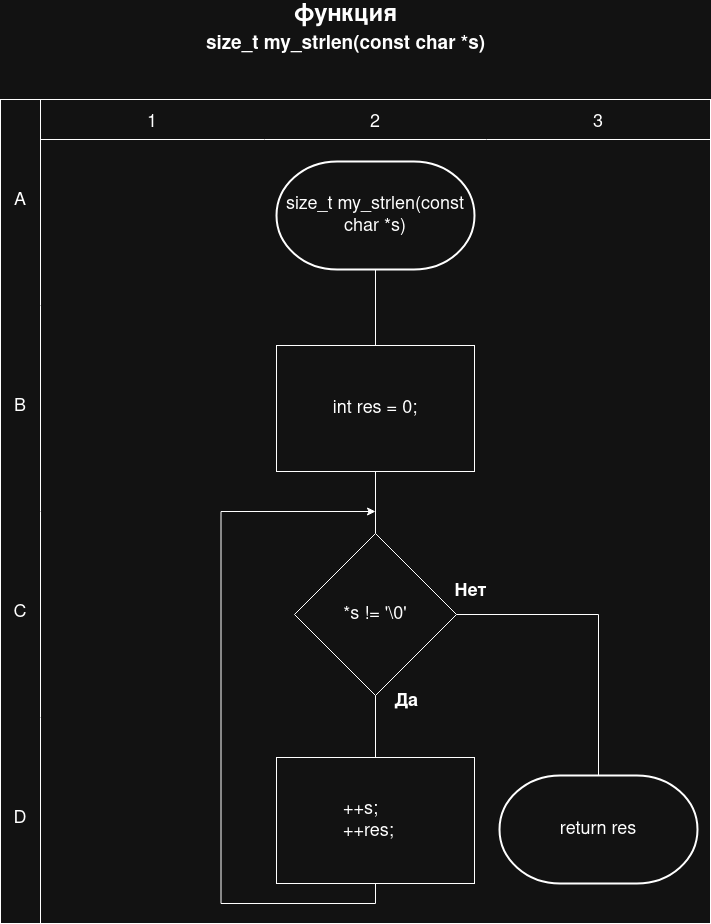 функция
size_t my_strlen(const char *s)
1 2 3
A
size_t my_strlen(const
char *s)
B
int res = 0;
C
*s != '\0'
Нет
Да
D
++s;
++res;
return res